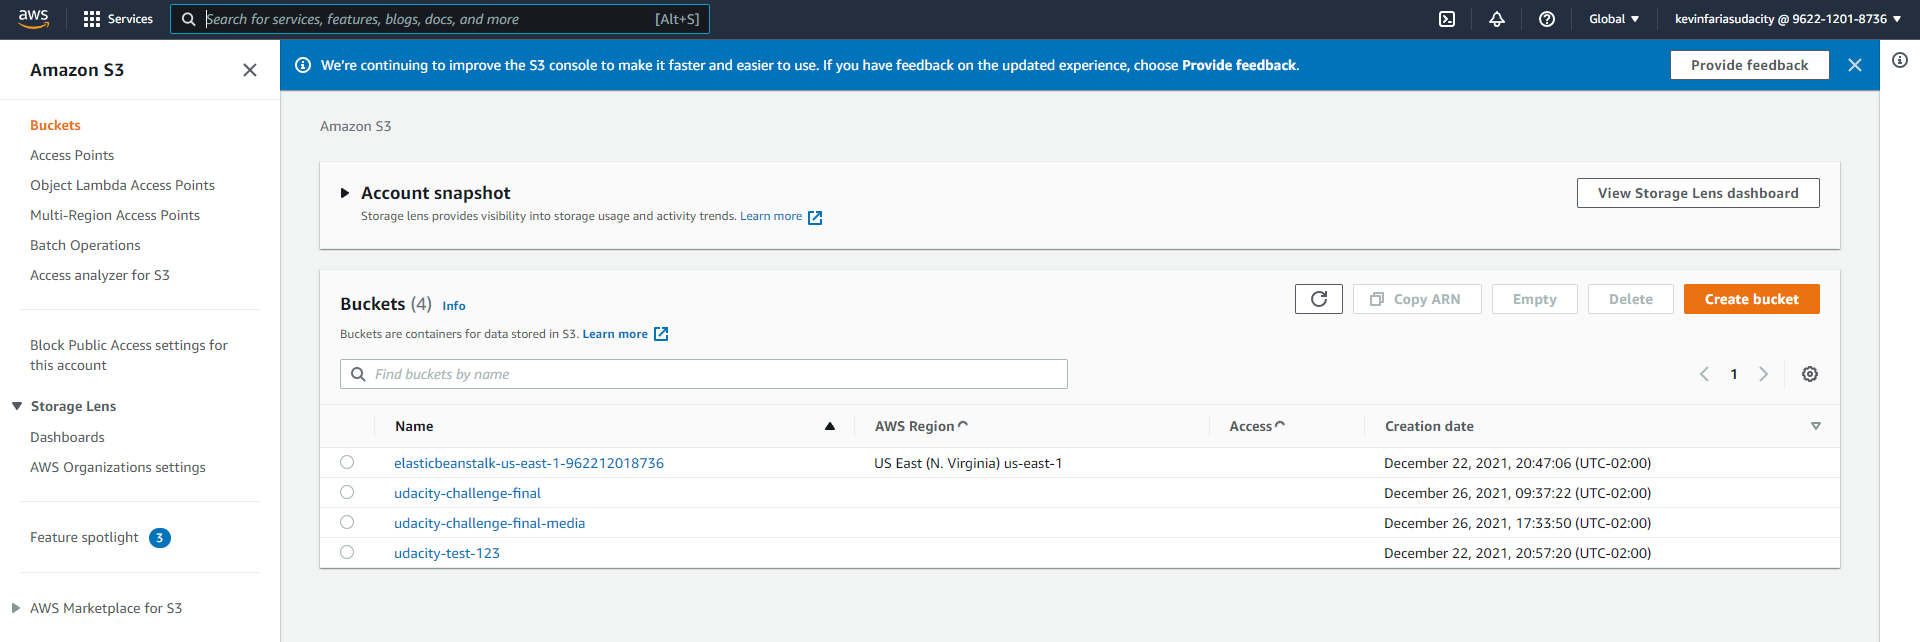 aws
Services
Search for services, features, blogs, docs, and more
[Alt+S]
Global ▼
kevinfariasudacity @ 9622-1201-8736 ▼
Amazon S3
We're continuing to improve the S3 console to make it faster and easier to use. If you have feedback on the updated experience, choose Provide feedback.
Provide feedback
Buckets
Access Points
Object Lambda Access Points
Multi-Region Access Points
Batch Operations
Access analyzer for S3
Block Public Access settings for
this account
Storage Lens
Dashboards
AWS Organizations settings
Feature spotlight 3
AWS Marketplace for S3
Amazon S3
Account snapshot
Storage lens provides visibility into storage usage and activity trends. Learn more
View Storage Lens dashboard
Buckets (4) Info
Buckets are containers for data stored in S3. Learn more
Copy ARN
Empty
Delete
Create bucket
Find buckets by name
1
Name AWS Region Access Creation date
elasticbeanstalk-us-east-1-962212018736 US East (N. Virginia) us-east-1 December 22, 2021, 20:47:06 (UTC-02:00)
udacity-challenge-final December 26, 2021, 09:37:22 (UTC-02:00)
udacity-challenge-final-media December 26, 2021, 17:33:50 (UTC-02:00)
udacity-test-123 December 22, 2021, 20:57:20 (UTC-02:00)